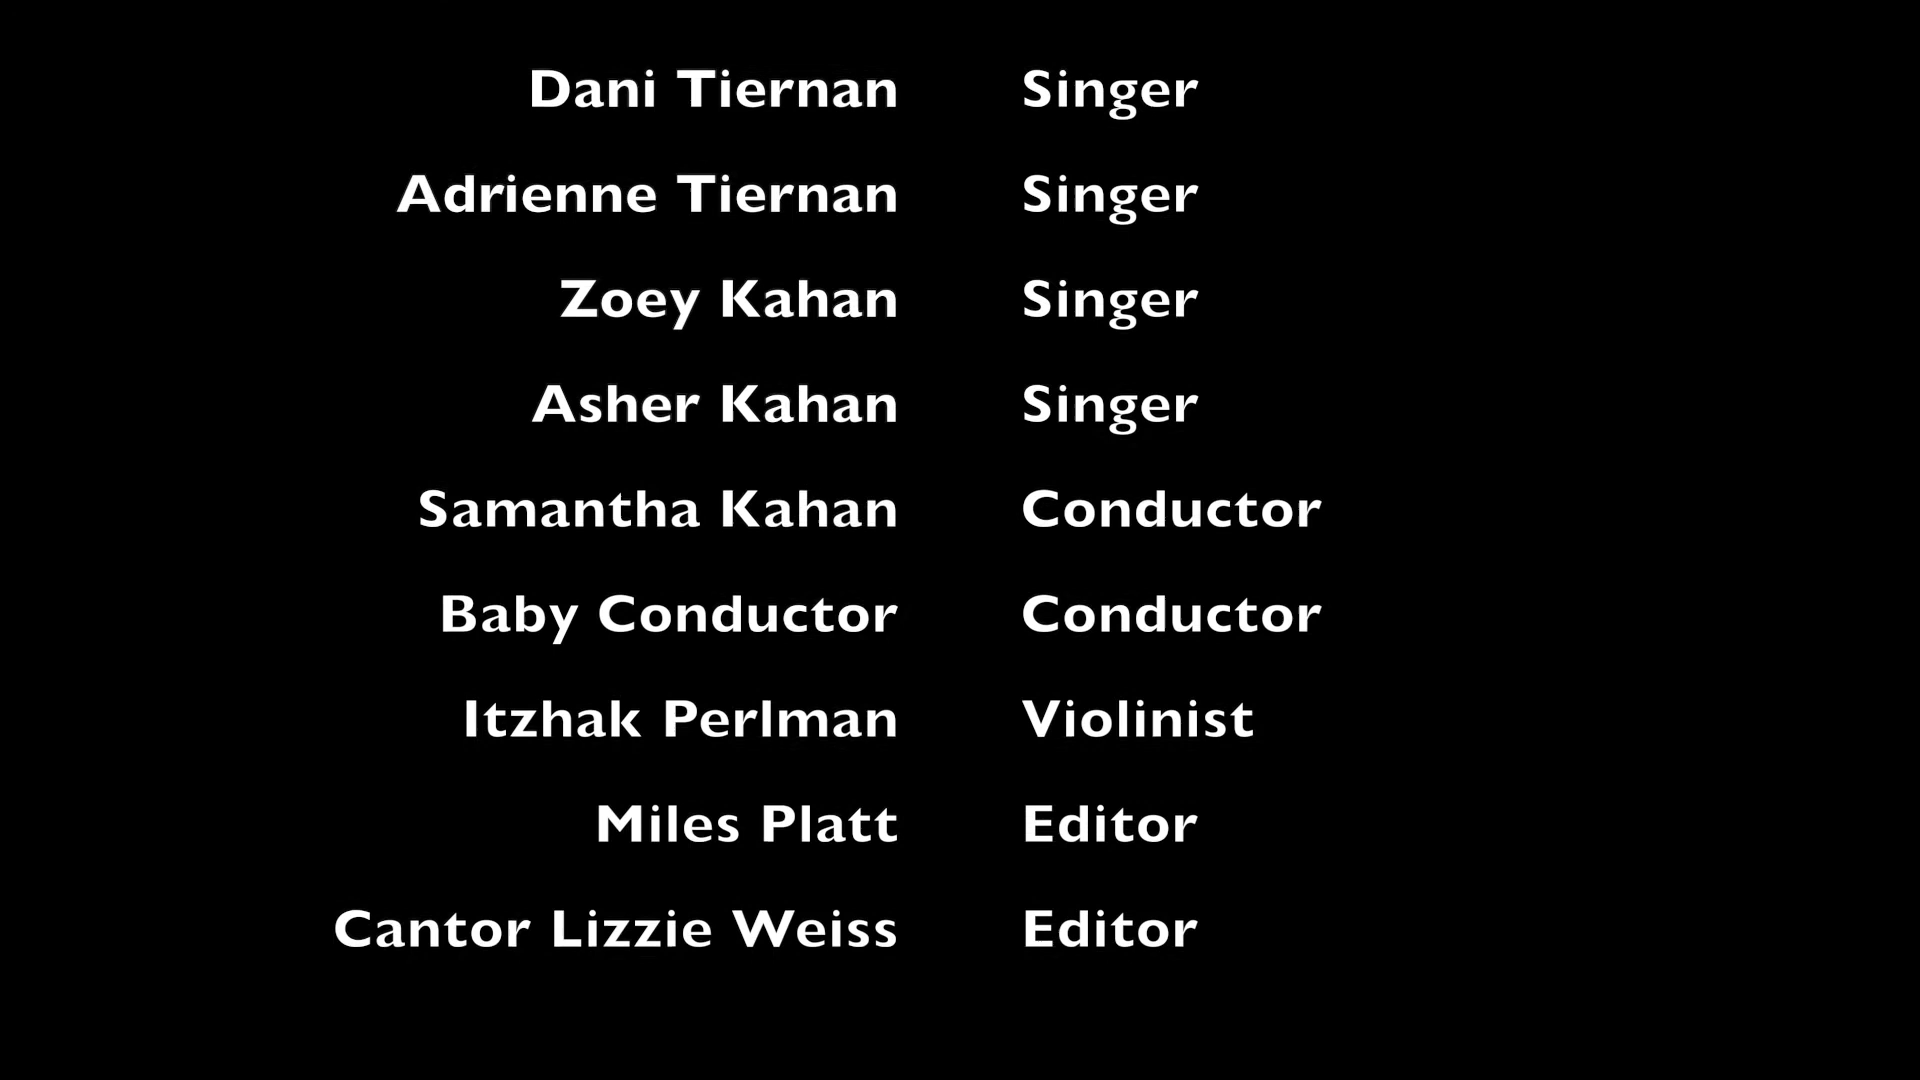 Dani Tiernan Singer
Adrienne Tiernan Singer
Zoey Kahan Singer
Asher Kahan Singer
Samantha Kahan Conductor
Baby Conductor Conductor
Itzhak Perlman Violinist
Miles Platt Editor
Cantor Lizzie Weiss Editor